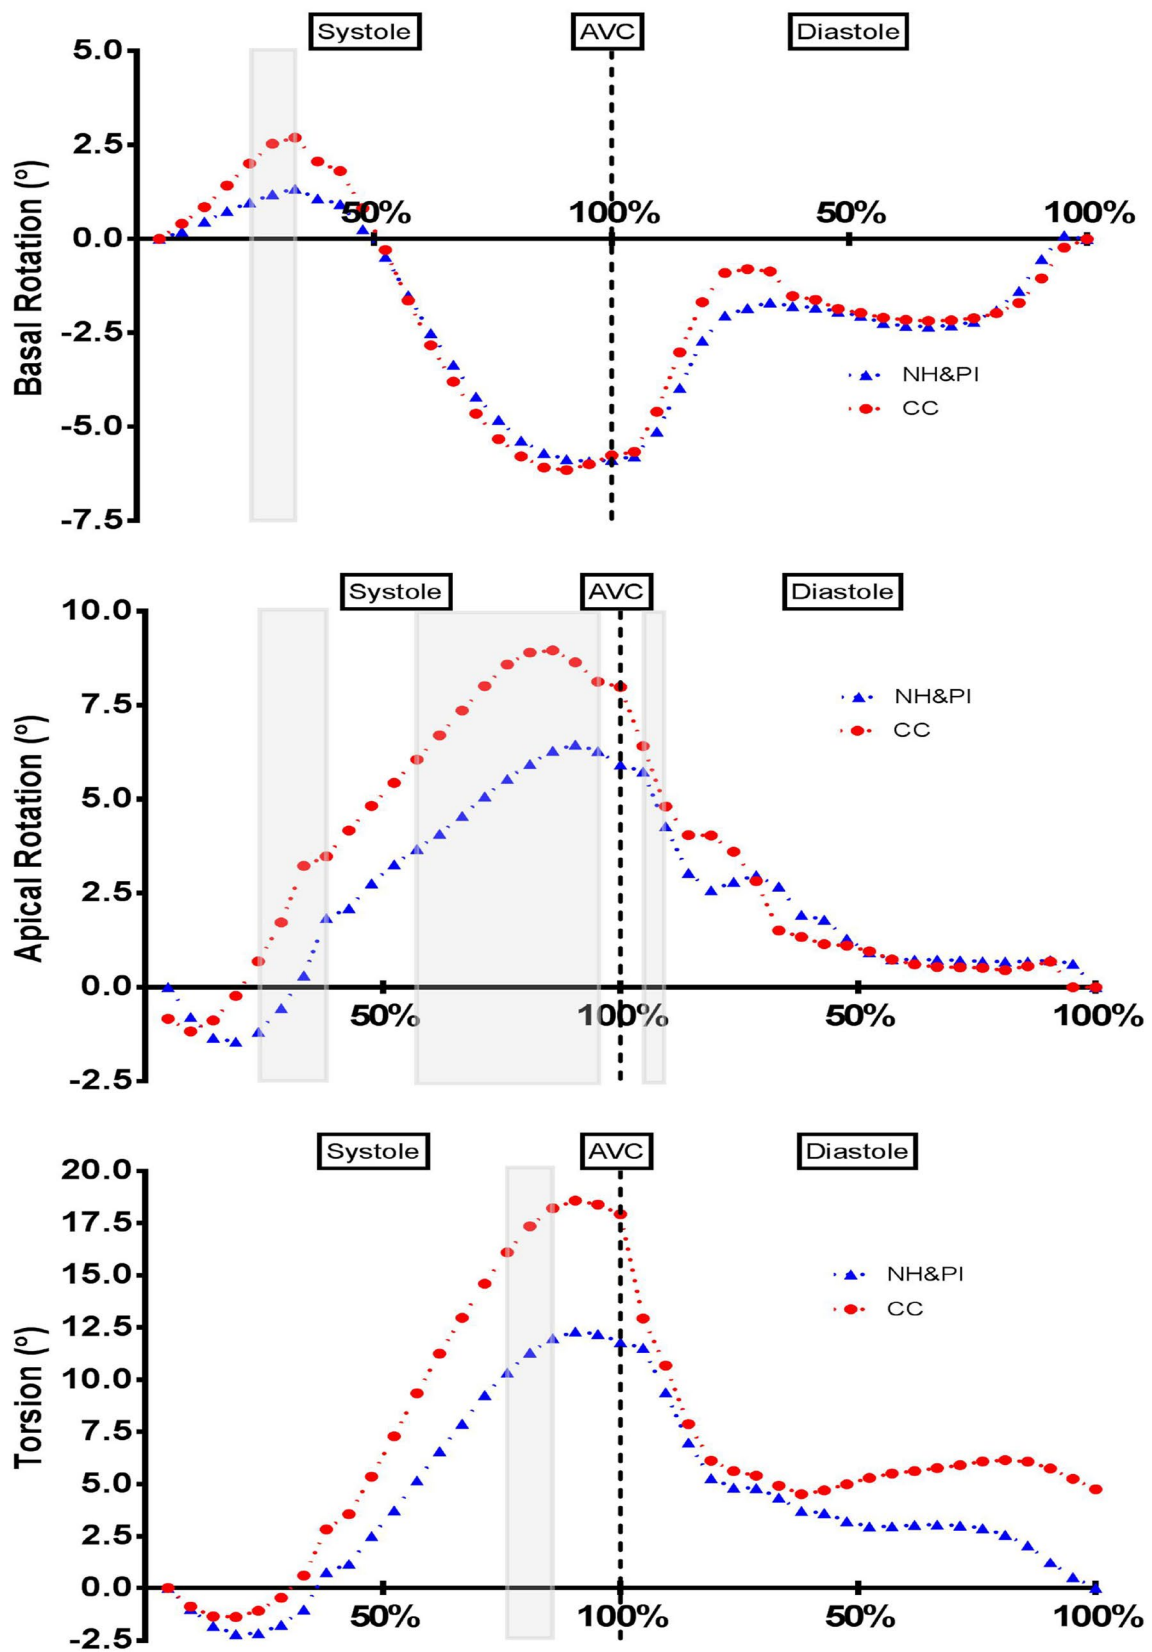 Systole AVC Diastole
5.0
2.5
50% 100% 50% 100%
0.0
-2.5
-5.0
-7.5
Basal Rotation (º)
NH&PI
CC
Systole AVC Diastole
10.0
7.5
5.0
2.5
0.0
50% 100% 50% 100%
-2.5
Apical Rotation (º)
NH&PI
CC
Systole AVC Diastole
20.0
17.5
15.0
12.5
10.0
7.5
5.0
2.5
0.0
50% 100% 50% 100%
-2.5
Torsion (º)
NH&PI
CC